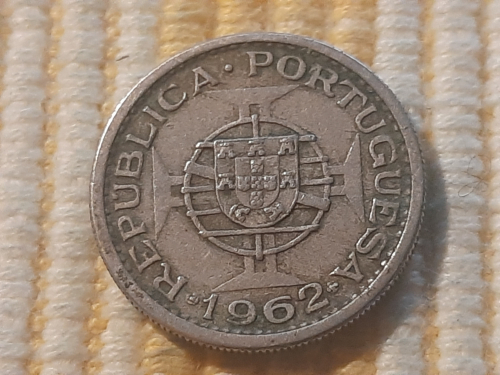 REPUBLICA · PORTUGUESA
·1962·